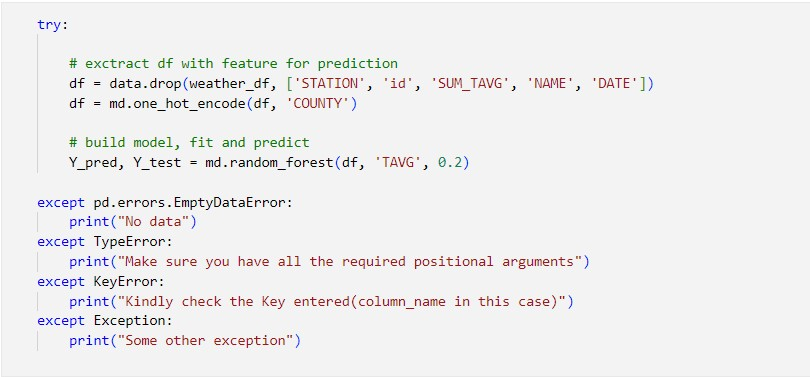 try:
# exctract df with feature for prediction
df = data.drop(weather_df, ['STATION', 'id', 'SUM_TAVG', 'NAME', 'DATE'])
df = md.one_hot_encode(df, 'COUNTY')
# build model, fit and predict
Y_pred, Y_test = md.random_forest(df, 'TAVG', 0.2)
except pd.errors.EmptyDataError:
print("No data")
except TypeError:
print("Make sure you have all the required positional arguments")
except KeyError:
print("Kindly check the Key entered(column_name in this case)")
except Exception:
print("Some other exception")